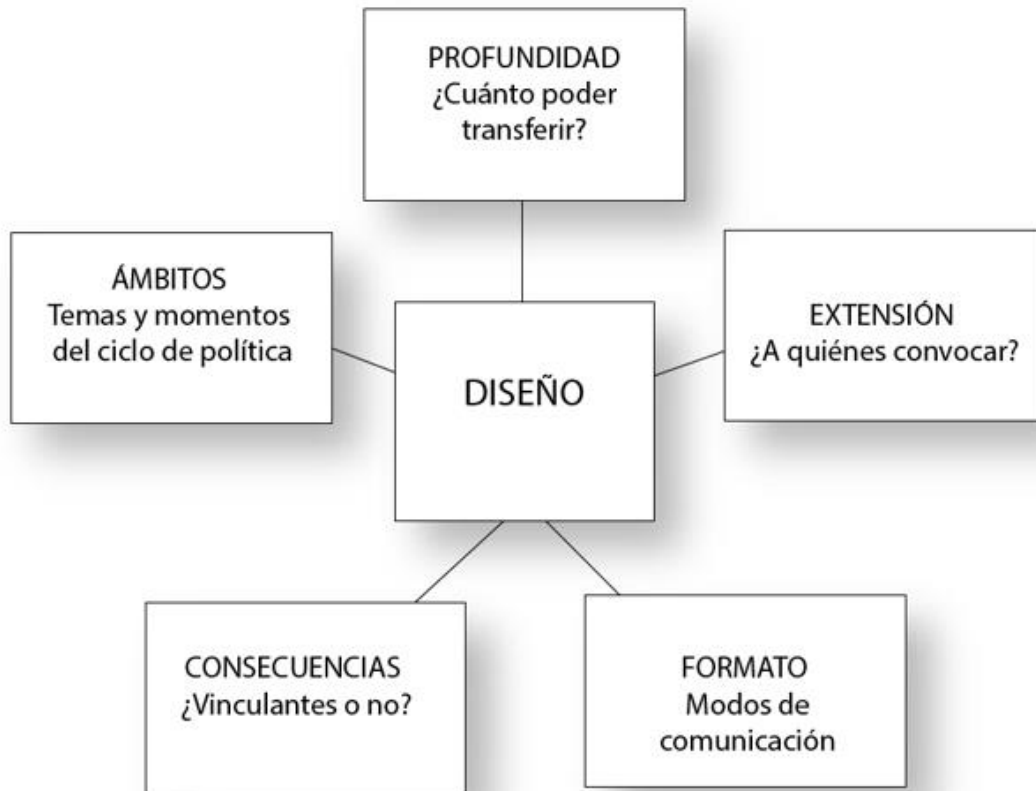 PROFUNDIDAD
¿Cuánto poder
transferir?
ÁMBITOS
Temas y momentos
del ciclo de política
EXTENSIÓN
¿A quiénes convocar?
DISEÑO
CONSECUENCIAS
¿Vinculantes o no?
FORMATO
Modos de
comunicación